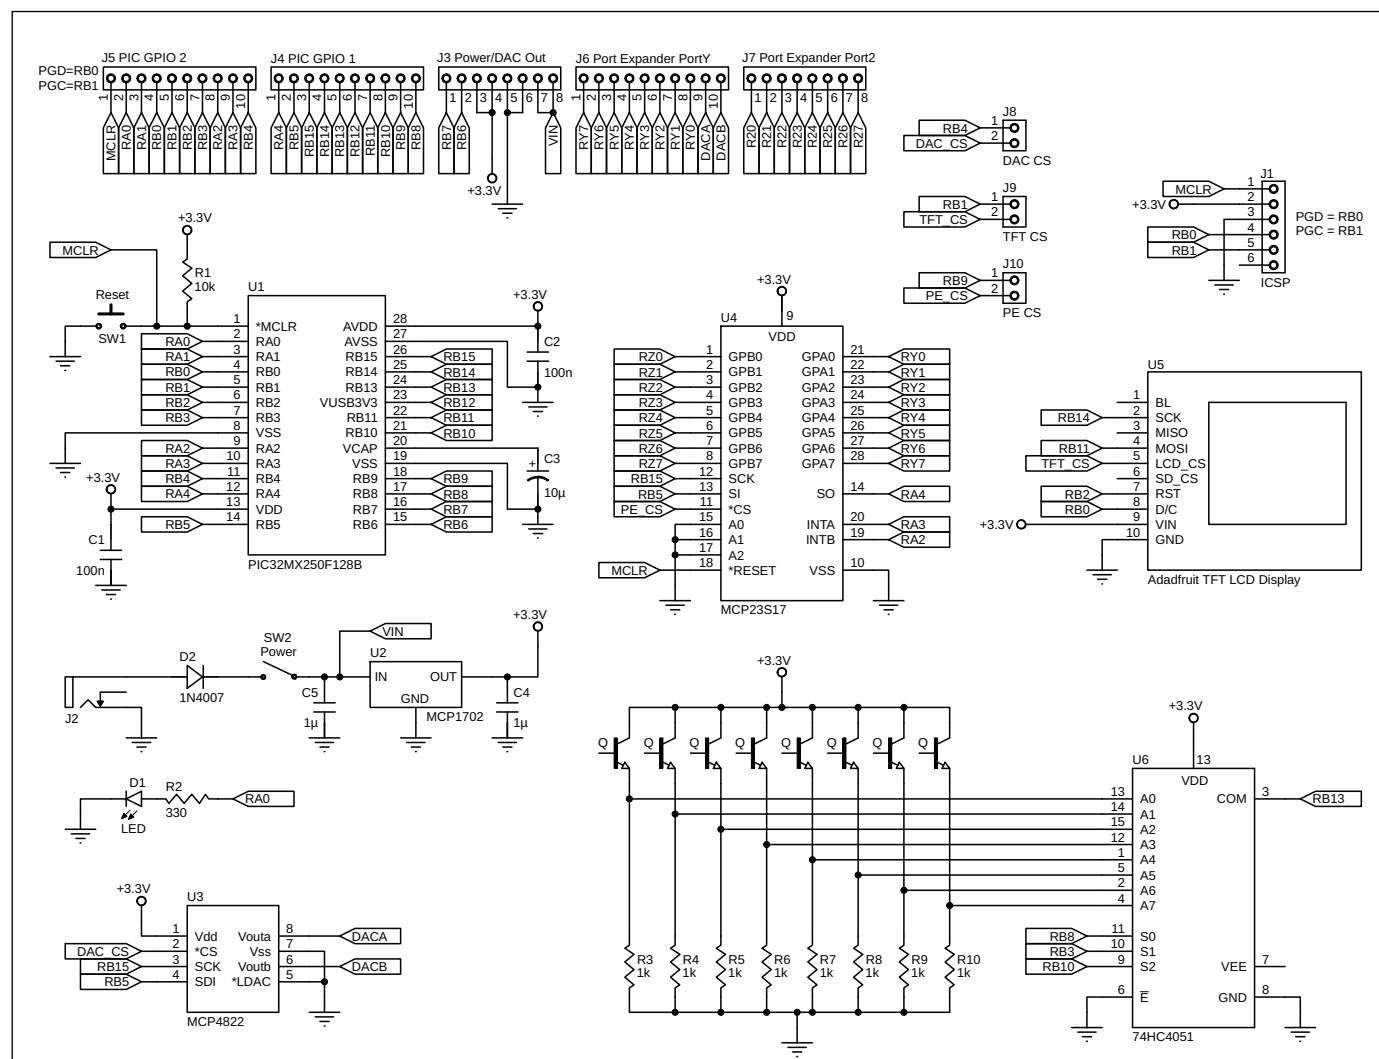 J5 PIC GPIO 2
PGD=RB0
PGC=RB1
1 2 3 4 5 6 7 8 9 10
MCLR RA0 RA1 RB0 RB1 RB2 RB3 RA2 RA3 RB4
J4 PIC GPIO 1
1 2 3 4 5 6 7 8 9 10
RA4 RB5 RB15 RB14 RB13 RB12 RB11 RB10 RB9 RB8
J3 Power/DAC Out
1 2 3 4 5 6 7 8
RB7 RB6 VIN
+3.3V
J6 Port Expander PortY
1 2 3 4 5 6 7 8 9 10
RY7 RY6 RY5 RY4 RY3 RY2 RY1 RY0 DACA DACB
J7 Port Expander Port2
1 2 3 4 5 6 7 8
R20 R21 R22 R23 R24 R25 R26 R27
J8
RB4 1
DAC_CS 2
DAC CS
J9
RB1 1
TFT_CS 2
TFT CS
J10
RB9 1
PE_CS 2
PE CS
J1
MCLR 1
+3.3V 2
3
RB0 4
RB1 5
6
PGD = RB0
PGC = RB1
ICSP
+3.3V
MCLR
R1
10k
Reset
SW1
U1
1 *MCLR AVDD 28
RA0 2 RA0 AVSS 27
RA1 3 RA1 RB15 26 RB15
RB0 4 RB0 RB14 25 RB14
RB1 5 RB1 RB13 24 RB13
RB2 6 RB2 VUSB3V3 23 RB12
RB3 7 RB3 RB11 22 RB11
8 VSS RB10 21 RB10
RA2 9 RA2 VCAP 20
RA3 10 RA3 VSS 19
RB4 11 RB4 RB9 18 RB9
RA4 12 RA4 RB8 17 RB8
13 VDD RB7 16 RB7
RB5 14 RB5 RB6 15 RB6
PIC32MX250F128B
+3.3V
C1
100n
+3.3V
C2
100n
+
C3
10µ
+3.3V
U4
9
VDD
RZ0 1 GPB0 GPA0 21 RY0
RZ1 2 GPB1 GPA1 22 RY1
RZ2 3 GPB2 GPA2 23 RY2
RZ3 4 GPB3 GPA3 24 RY3
RZ4 5 GPB4 GPA4 25 RY4
RZ5 6 GPB5 GPA5 26 RY5
RZ6 7 GPB6 GPA6 27 RY6
RZ7 8 GPB7 GPA7 28 RY7
RB15 12 SCK
RB5 13 SI SO 14 RA4
PE_CS 11 *CS
15 A0 INTA 20 RA3
16 A1 INTB 19 RA2
17 A2
MCLR 18 *RESET VSS 10
MCP23S17
U5
1 BL
RB14 2 SCK
3 MISO
RB11 4 MOSI
TFT_CS 5 LCD_CS
6 SD_CS
RB2 7 RST
RB0 8 D/C
+3.3V 9 VIN
10 GND
Adadfruit TFT LCD Display
J2
D2
1N4007
SW2
Power
VIN
C5
1µ
U2
IN OUT
GND
MCP1702
C4
1µ
+3.3V
D1
LED
R2
330
RA0
+3.3V
U3
1 Vdd Vouta 8 DACA
DAC_CS 2 *CS Vss 7
RB15 3 SCK Voutb 6 DACB
RB5 4 SDI *LDAC 5
MCP4822
+3.3V
Q Q Q Q Q Q Q Q
R3 R4 R5 R6 R7 R8 R9 R10
1k 1k 1k 1k 1k 1k 1k 1k
+3.3V
U6
13
VDD
13 A0 COM 3 RB13
14 A1
15 A2
12 A3
1 A4
5 A5
2 A6
4 A7
RB8 11 S0
RB3 10 S1
RB10 9 S2 VEE 7
6 E GND 8
74HC4051